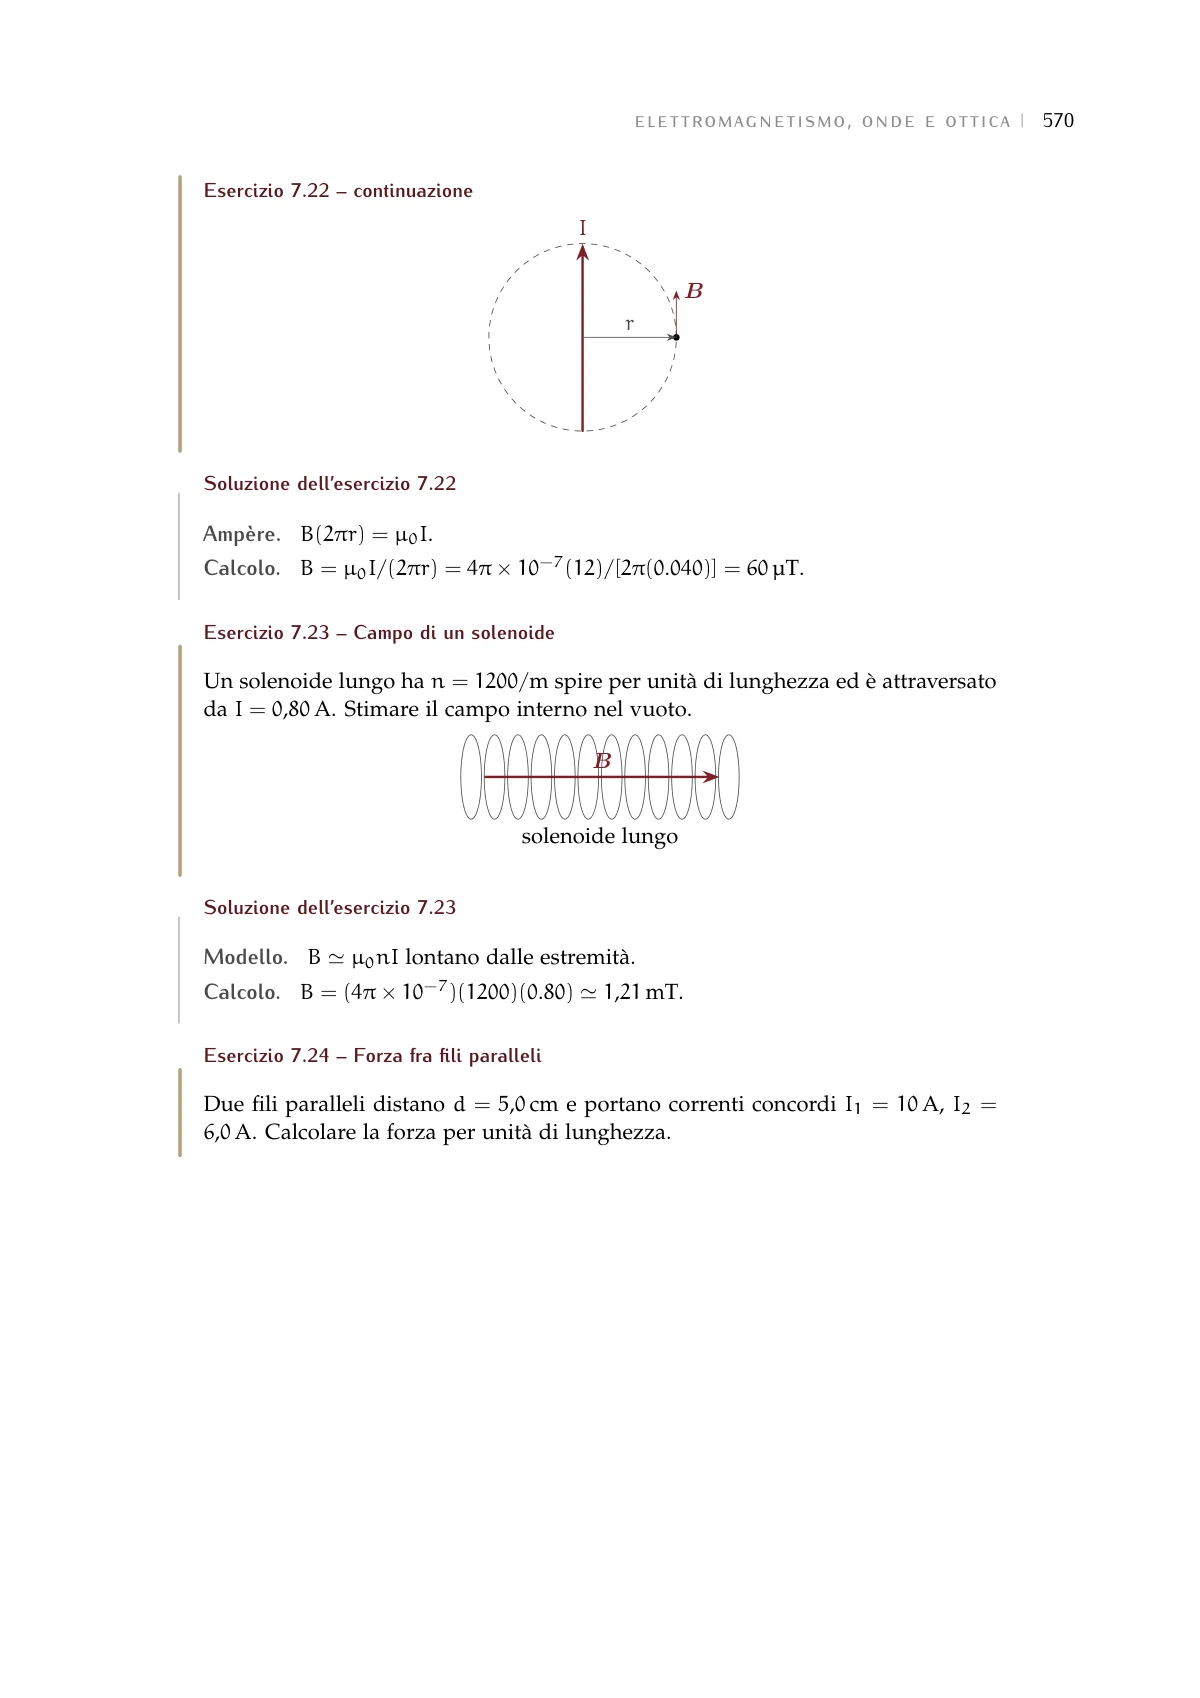 ELETTROMAGNETISMO, ONDE E OTTICA | 570
Esercizio 7.22 – continuazione
I
B
r
Soluzione dell'esercizio 7.22
Ampère. B(2πr) = μ₀I.
Calcolo. B = μ₀I/(2πr) = 4π × 10⁻⁷(12)/[2π(0.040)] = 60 μT.
Esercizio 7.23 – Campo di un solenoide
Un solenoide lungo ha n = 1200/m spire per unità di lunghezza ed è attraversato
da I = 0,80 A. Stimare il campo interno nel vuoto.
B
solenoide lungo
Soluzione dell'esercizio 7.23
Modello. B ≃ μ₀nI lontano dalle estremità.
Calcolo. B = (4π × 10⁻⁷)(1200)(0.80) ≃ 1,21 mT.
Esercizio 7.24 – Forza fra fili paralleli
Due fili paralleli distano d = 5,0 cm e portano correnti concordi I₁ = 10 A, I₂ =
6,0 A. Calcolare la forza per unità di lunghezza.